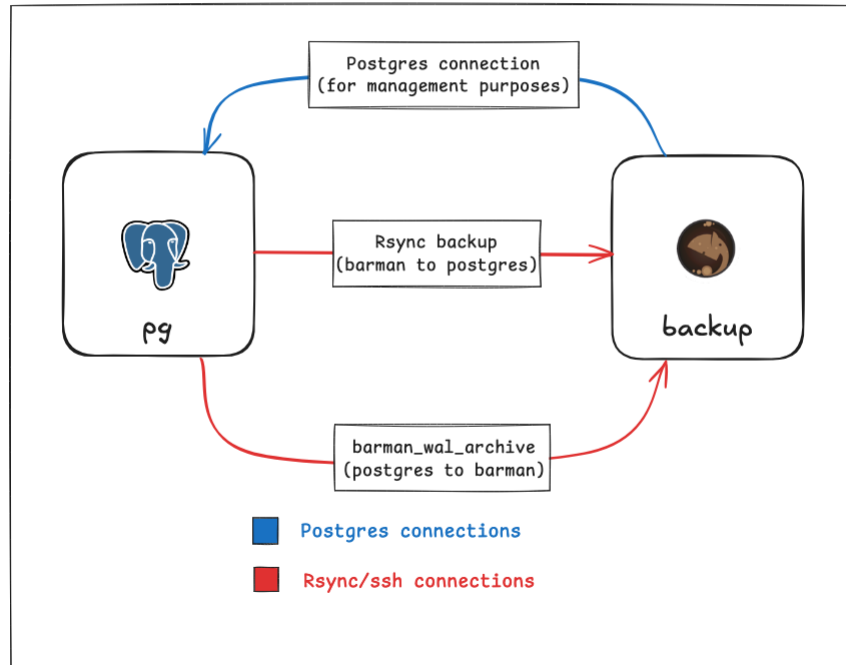 Postgres connection
(for management purposes)
Rsync backup
(barman to postgres)
pg
backup
barman_wal_archive
(postgres to barman)
Postgres connections
Rsync/ssh connections